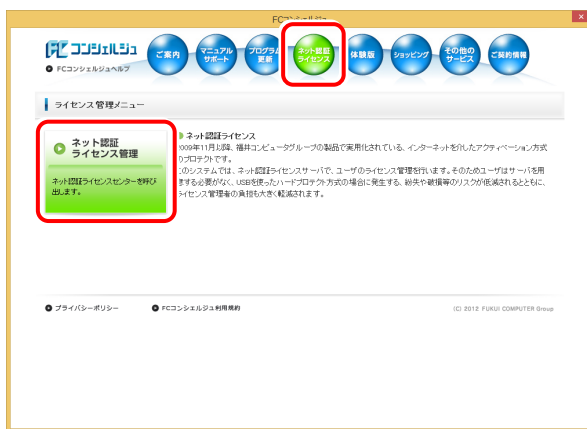 FCコンシェルジュ
FC コンシェルジュ
FCコンシェルジュヘルプ
ご案内
マニュアル
サポート
プログラム
更新
ネット認証
ライセンス
体験版
ショッピング
その他の
サービス
ご契約情報
ライセンス管理メニュー
ネット認証
ライセンス管理
ネット認証ライセンスセンターを呼び
出します。
ネット認証ライセンス
2009年11月以降、福井コンピュータグループの製品で実用化されている、インターネットを介したアクティベーション方式
のプロテクトです。
このシステムでは、ネット認証ライセンスサーバで、ユーザのライセンス管理を行います。そのためユーザはサーバを用
意する必要がなく、USBを使ったハードプロテクト方式の場合に発生する、紛失や破損等のリスクが低減されるとともに、
ライセンス管理者の負担も大きく軽減されます。
プライバシーポリシー
FCコンシェルジュ利用規約
(C) 2012 FUKUI COMPUTER Group